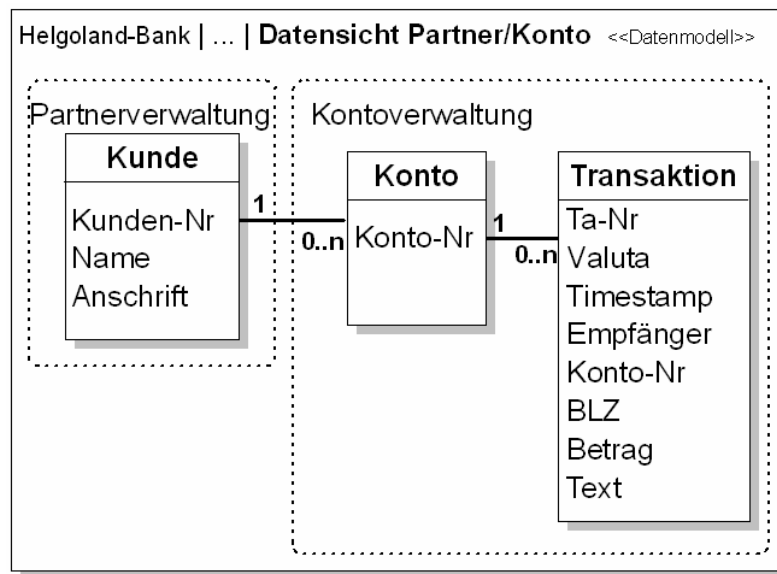 Helgoland-Bank | ... | Datensicht Partner/Konto <<Datenmodell>>
Partnerverwaltung
Kunde
Kunden-Nr
Name
Anschrift
1
0..n
Kontoverwaltung
Konto
Konto-Nr
1
0..n
Transaktion
Ta-Nr
Valuta
Timestamp
Empfänger
Konto-Nr
BLZ
Betrag
Text